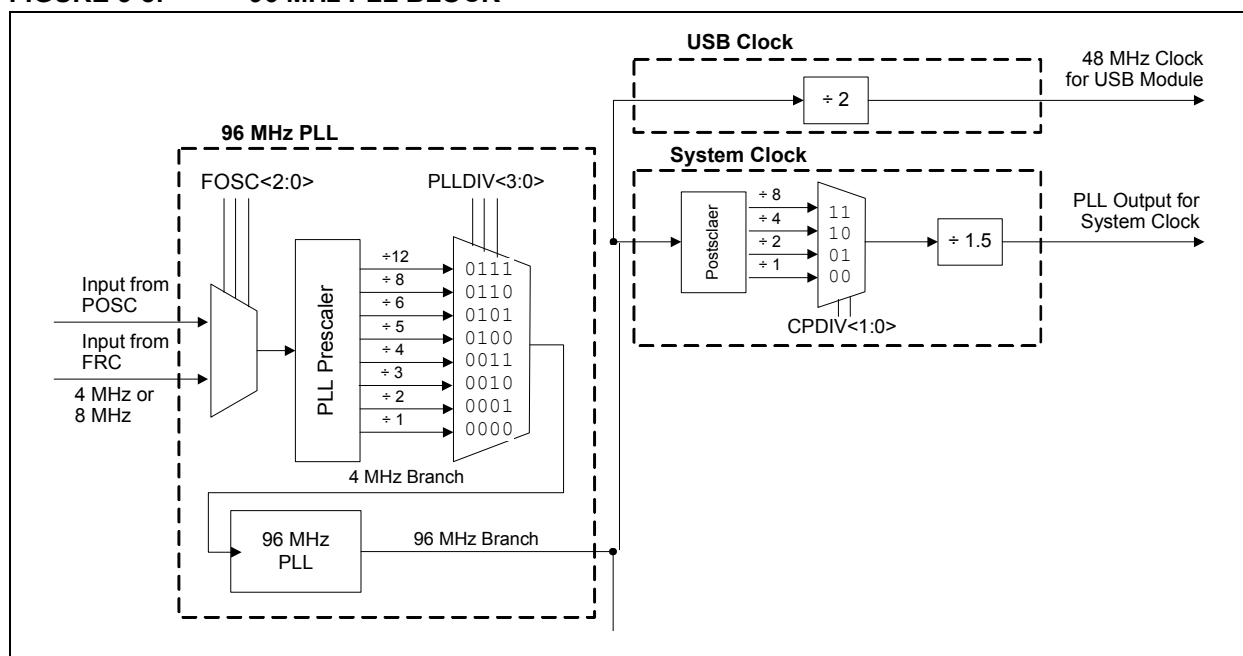 USB Clock
÷ 2
48 MHz Clock
for USB Module
96 MHz PLL
FOSC<2:0>
PLLDIV<3:0>
Input from
POSC
Input from
FRC
4 MHz or
8 MHz
PLL Prescaler
÷12
÷ 8
÷ 6
÷ 5
÷ 4
÷ 3
÷ 2
÷ 1
0111
0110
0101
0100
0011
0010
0001
0000
4 MHz Branch
96 MHz
PLL
96 MHz Branch
System Clock
Postsclaer
÷ 8
÷ 4
÷ 2
÷ 1
11
10
01
00
CPDIV<1:0>
÷ 1.5
PLL Output for
System Clock